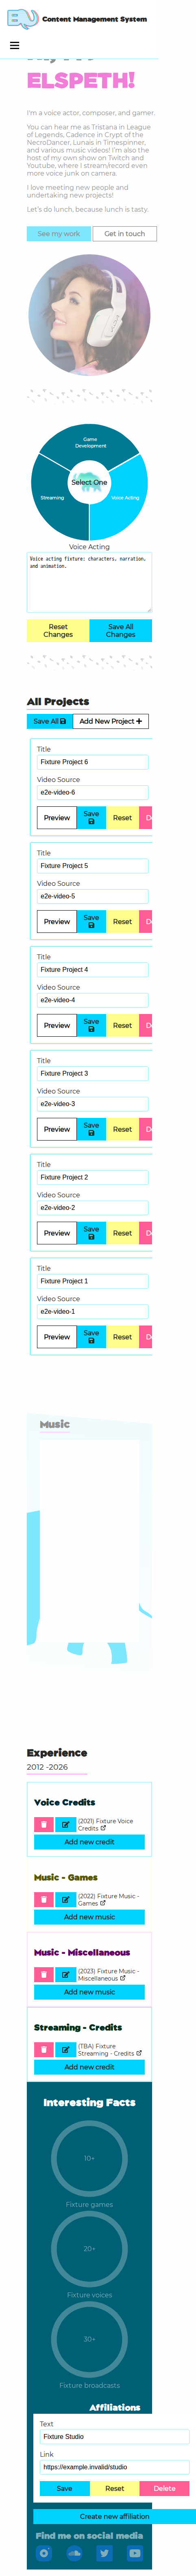 Content Management System
ELSPETH!
I'm a voice actor, composer, and gamer.
You can hear me as Tristana in League
of Legends, Cadence in Crypt of the
NecroDancer, Lunais in Timespinner,
and various music videos! I'm also the
host of my own show on Twitch and
Youtube, where I stream/record even
more voice junk on camera.
I love meeting new people and
undertaking new projects!
Let's do lunch, because lunch is tasty.
See my work
Get in touch
Game
Development
Select One
Streaming
Voice Acting
Voice Acting
Voice acting fixture: characters, narration,
and animation.
Reset
Changes
Save All
Changes
All Projects
Save All
Add New Project
Title
Fixture Project 6
Video Source
e2e-video-6
Preview
Save
Reset
Title
Fixture Project 5
Video Source
e2e-video-5
Preview
Save
Reset
Title
Fixture Project 4
Video Source
e2e-video-4
Preview
Save
Reset
Title
Fixture Project 3
Video Source
e2e-video-3
Preview
Save
Reset
Title
Fixture Project 2
Video Source
e2e-video-2
Preview
Save
Reset
Title
Fixture Project 1
Video Source
e2e-video-1
Preview
Save
Reset
Music
Experience
2012 -2026
Voice Credits
(2021) Fixture Voice
Credits
Add new credit
Music - Games
(2022) Fixture Music -
Games
Add new music
Music - Miscellaneous
(2023) Fixture Music -
Miscellaneous
Add new music
Streaming - Credits
(TBA) Fixture
Streaming - Credits
Add new credit
Interesting Facts
10+
Fixture games
20+
Fixture voices
30+
Fixture broadcasts
Affiliations
Text
Fixture Studio
Link
https://example.invalid/studio
Save
Reset
Delete
Create new affiliation
Find me on social media